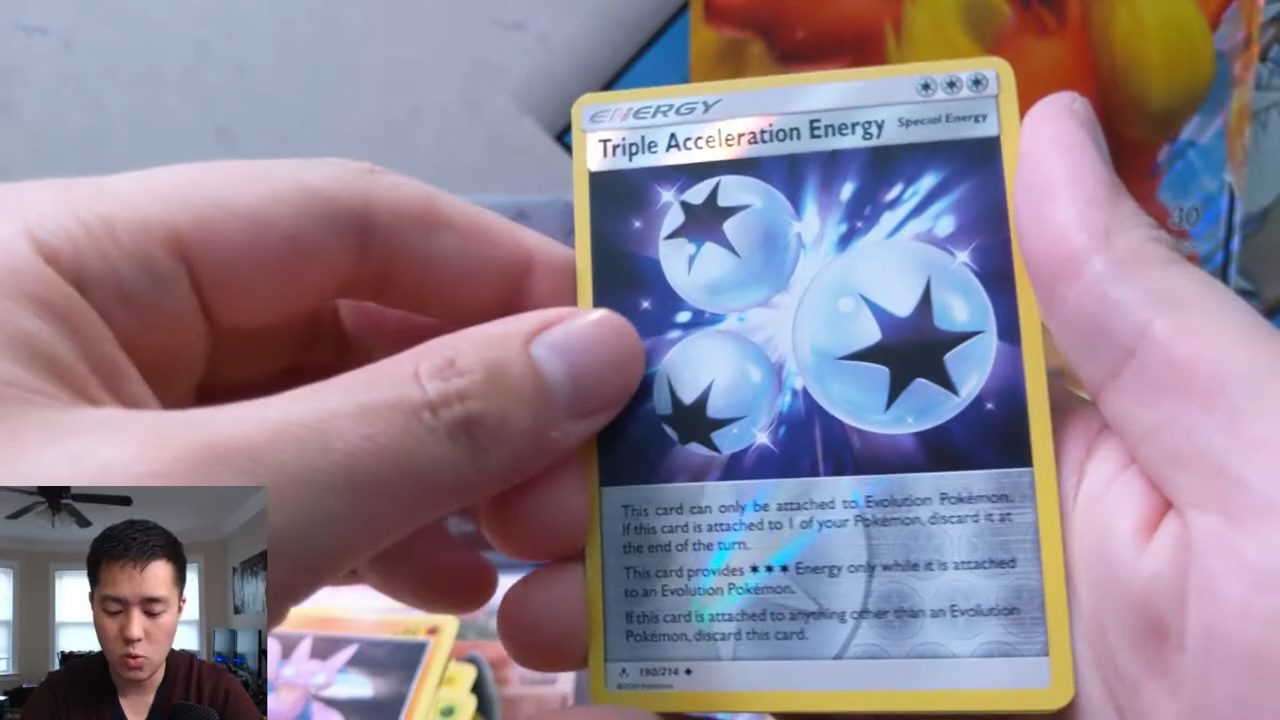 ENERGY
Triple Acceleration Energy
Special Energy
30
This card can only be attached to Evolution Pokémon.
If this card is attached to 1 of your Pokémon, discard it at
the end of the turn.
This card provides ✶✶✶ Energy only while it is attached
to an Evolution Pokémon.
If this card is attached to anything other than an Evolution
Pokémon, discard this card.
190/214